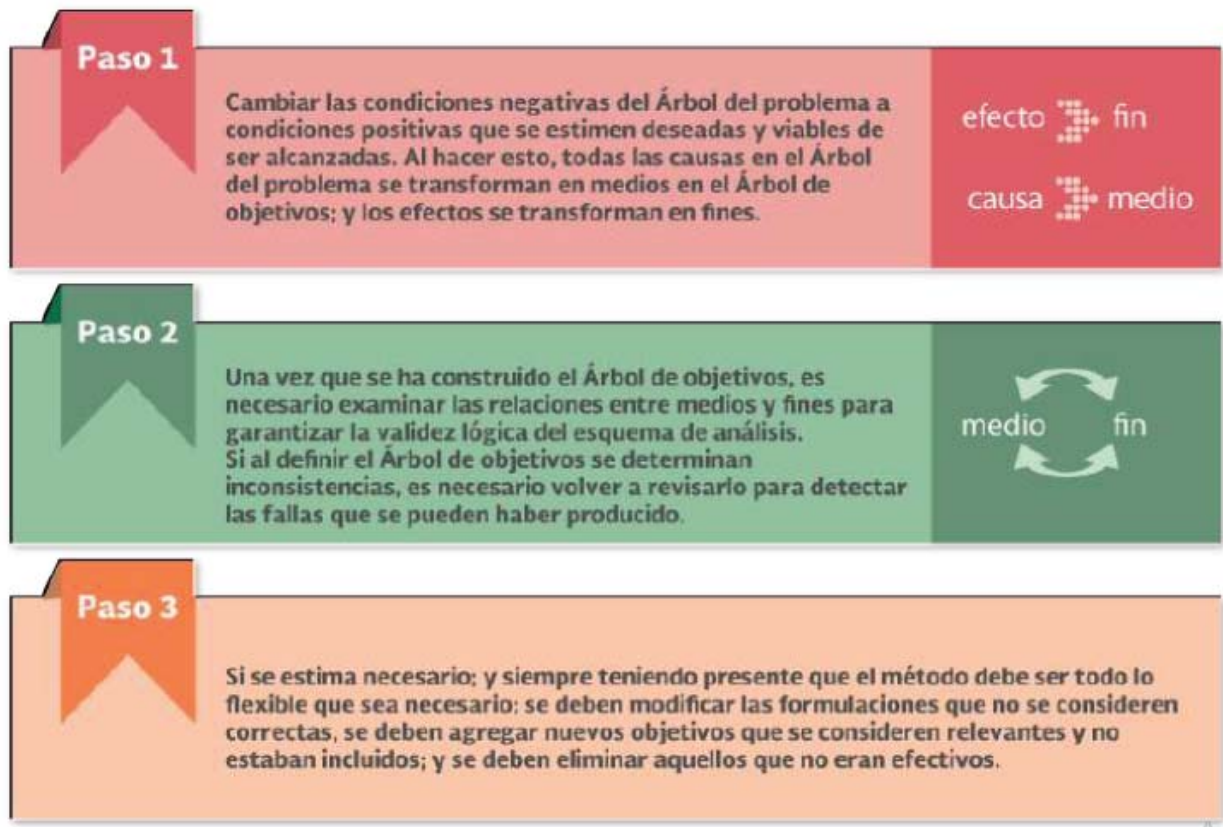 Paso 1
Cambiar las condiciones negativas del Árbol del problema a
condiciones positivas que se estimen deseadas y viables de
ser alcanzadas. Al hacer esto, todas las causas en el Árbol
del problema se transforman en medios en el Árbol de
objetivos; y los efectos se transforman en fines.
efecto fin
causa medio
Paso 2
Una vez que se ha construido el Árbol de objetivos, es
necesario examinar las relaciones entre medios y fines para
garantizar la validez lógica del esquema de análisis.
Si al definir el Árbol de objetivos se determinan
inconsistencias, es necesario volver a revisarlo para detectar
las fallas que se pueden haber producido.
medio fin
Paso 3
Si se estima necesario; y siempre teniendo presente que el método debe ser todo lo
flexible que sea necesario: se deben modificar las formulaciones que no se consideren
correctas, se deben agregar nuevos objetivos que se consideren relevantes y no
estaban incluidos; y se deben eliminar aquellos que no eran efectivos.